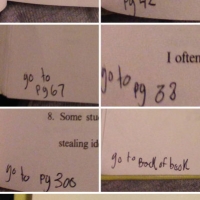 pg 42
go to
pg 67
I often
go to pg 38
8. Some stu
stealing id
go to pg 308
go to Back of book